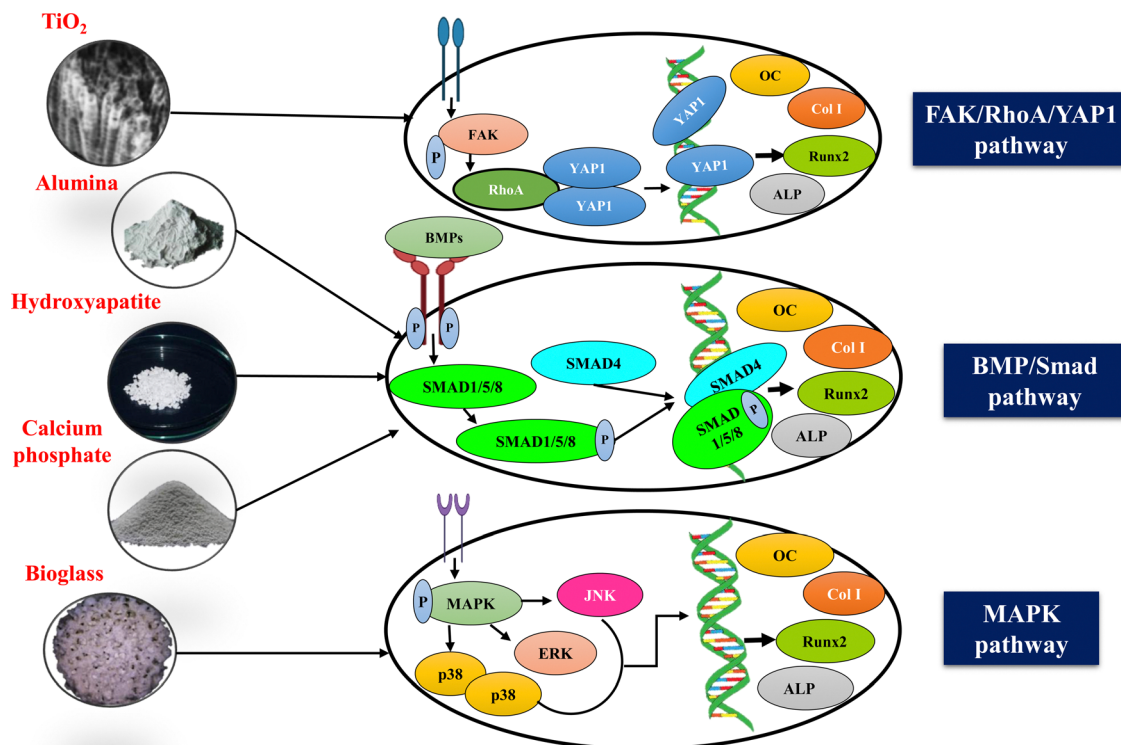 TiO₂
Alumina
Hydroxyapatite
Calcium
phosphate
Bioglass
FAK
P
RhoA
YAP1
YAP1
YAP1
YAP1
OC
Col I
Runx2
ALP
FAK/RhoA/YAP1
pathway
BMPs
P
P
SMAD1/5/8
SMAD4
SMAD1/5/8
P
SMAD4
SMAD
1/5/8
P
OC
Col I
Runx2
ALP
BMP/Smad
pathway
P
MAPK
JNK
ERK
p38
p38
OC
Col I
Runx2
ALP
MAPK
pathway